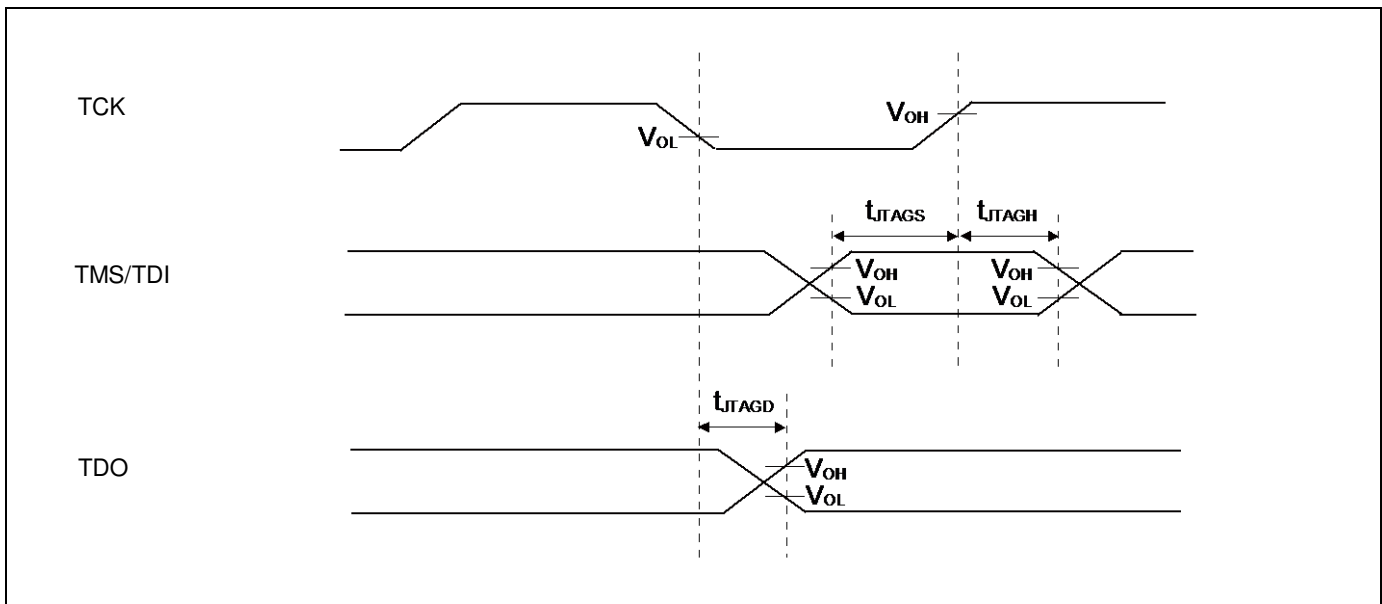 TCK
VOL
VOH
tJTAGS
tJTAGH
TMS/TDI
VOH
VOH
VOL
VOL
tJTAGD
TDO
VOH
VOL